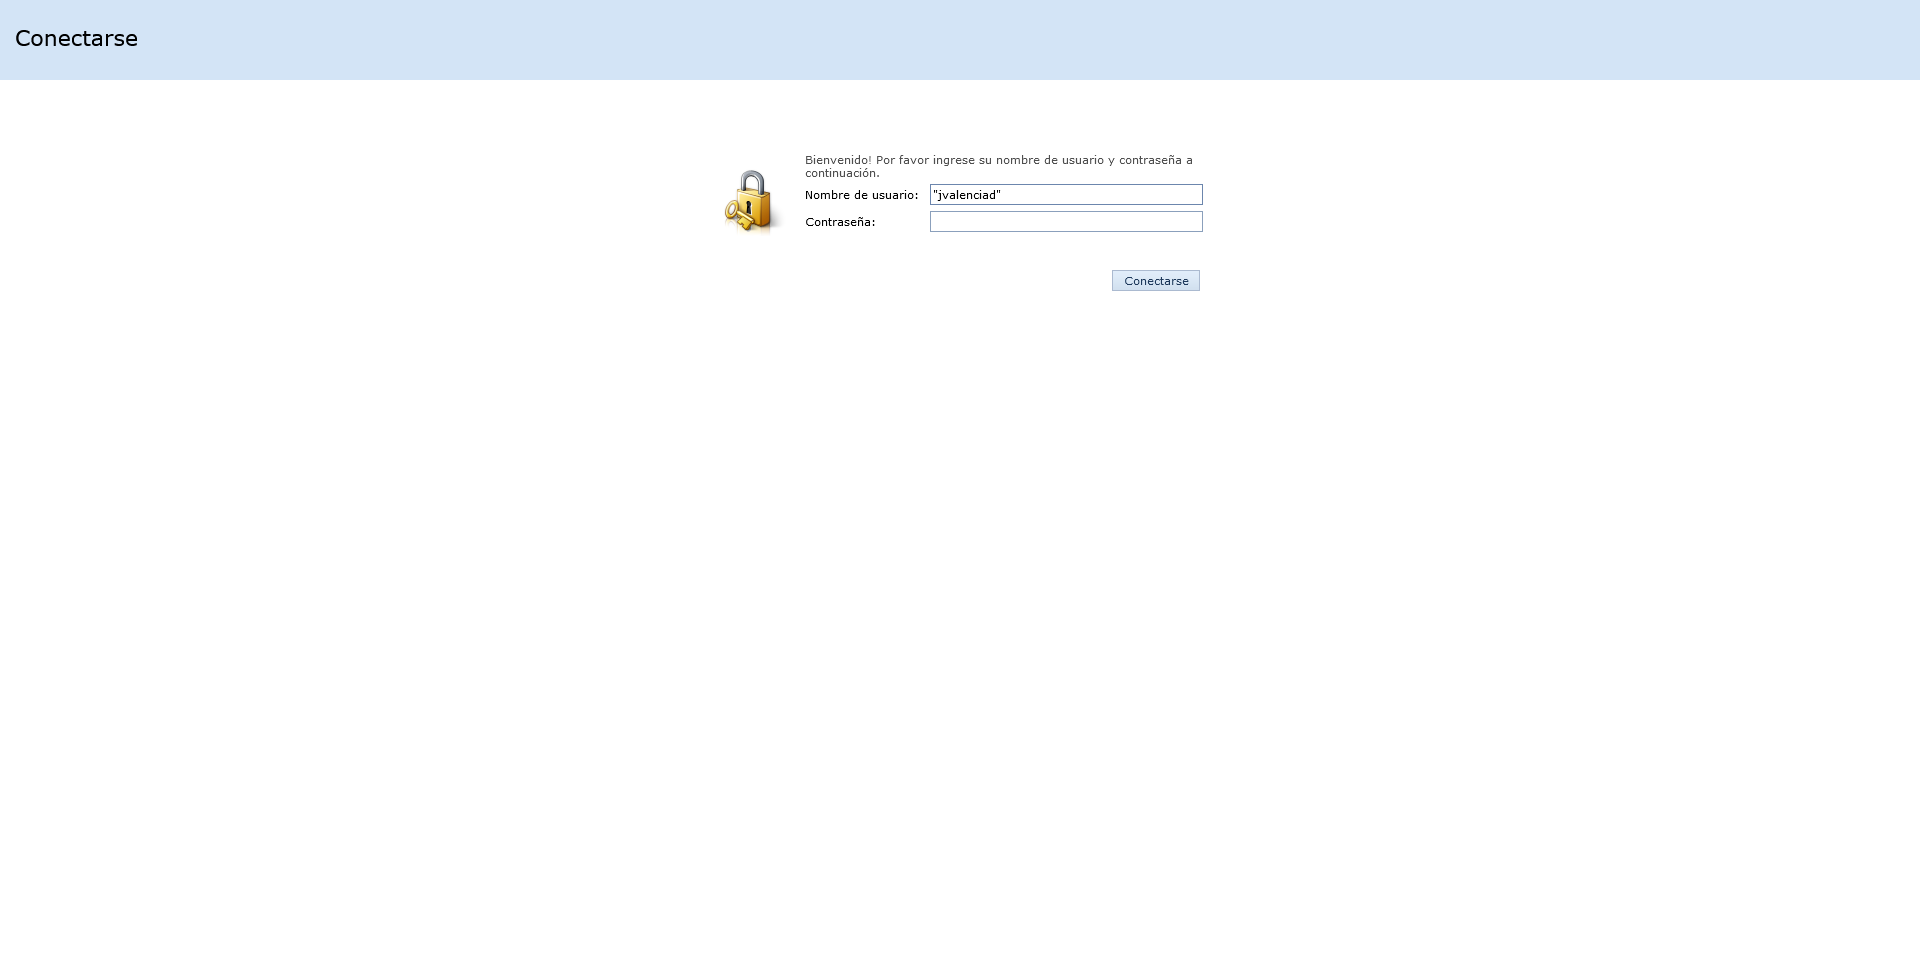 Conectarse
Bienvenido! Por favor ingrese su nombre de usuario y contraseña a
continuación.
Nombre de usuario: "jvalenciad"
Contraseña:
Conectarse